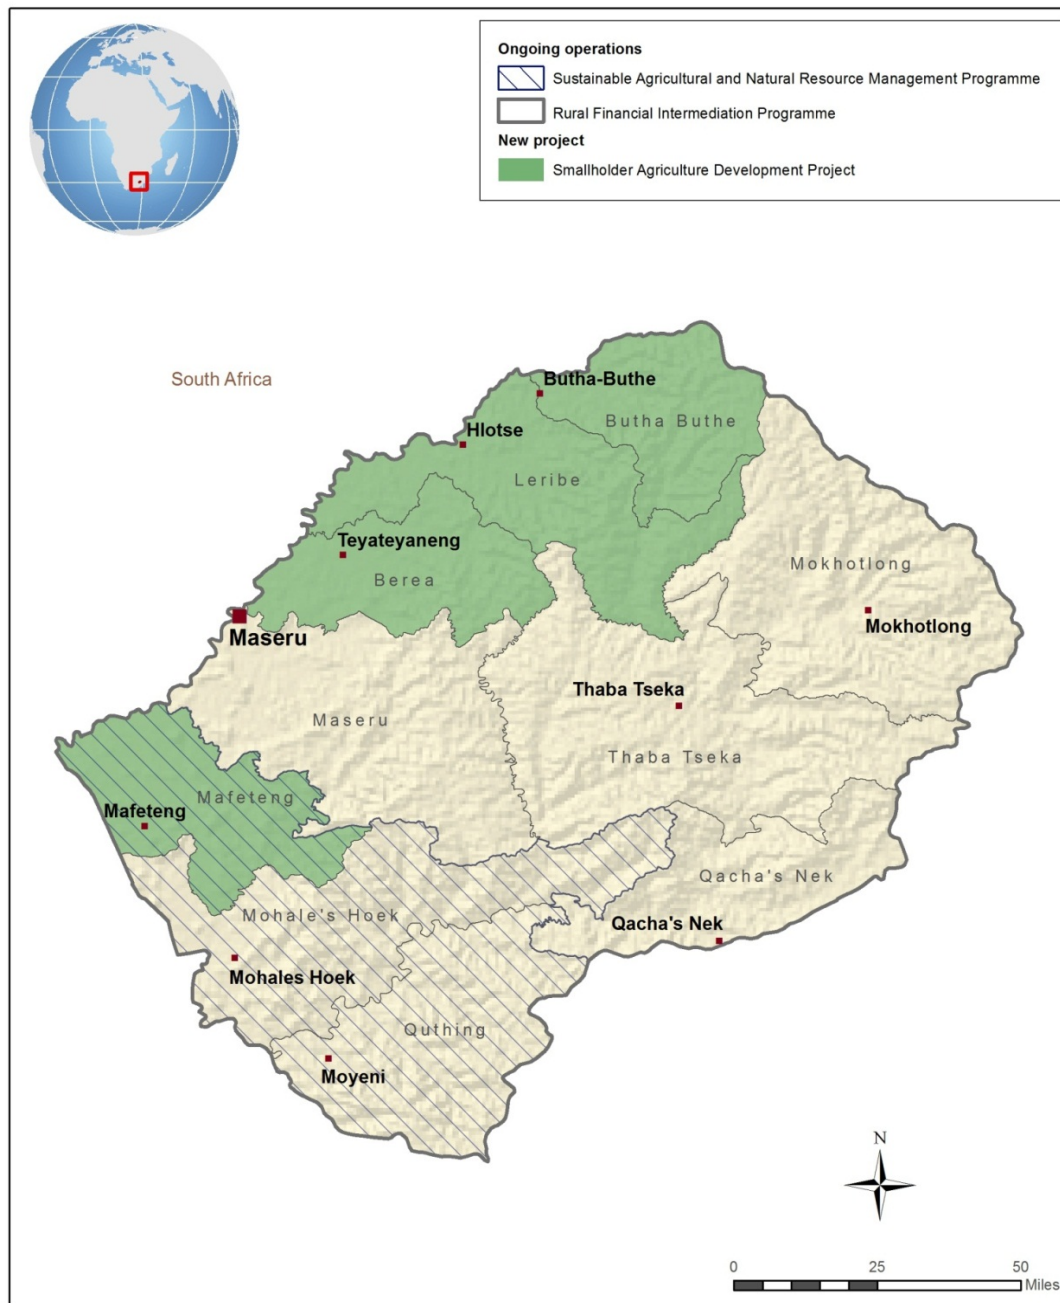 Ongoing operations
Sustainable Agricultural and Natural Resource Management Programme
Rural Financial Intermediation Programme
New project
Smallholder Agriculture Development Project
South Africa
Butha-Buthe
Butha Buthe
Hlotse
Leribe
Teyateyaneng
Berea
Mokhotlong
Mokhotlong
Maseru
Thaba Tseka
Maseru
Thaba Tseka
Mafeteng
Mafeteng
Qacha's Nek
Mohale's Hoek
Qacha's Nek
Mohales Hoek
Quthing
Moyeni
N
0 25 50
Miles